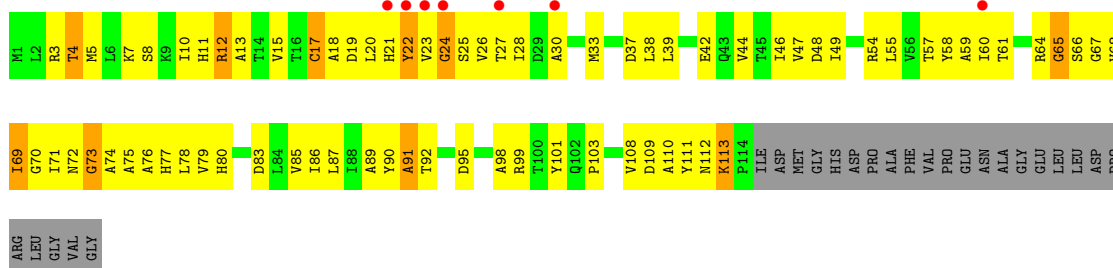 M1 L2 R3 T4 M5 L6 K7 S8 K9 I10 H11 R12 A13 T14 V15 T16 C17 A18 D19 L20 H21 Y22 V23 G24 S25 V26 T27 I28 D29 A30 M33 D37 L38 L39 E42 Q43 V44 T45 I46 V47 D48 I49 R54 L55 V56 T57 Y58 A59 I60 T61 R64 G65 S66 G67
I69 G70 I71 N72 G73 A74 A75 A76 H77 L78 V79 H80 D83 L84 V85 I86 L87 I88 A89 Y90 A91 T92 D95 A98 R99 T100 Y101 Q102 P103 V108 D109 A110 Y111 N112 K113 P114 ILE ASP MET GLY HIS ASP PRO ALA PHE VAL PRO GLU ASN ALA GLY GLU LEU LEU ASP
ARG LEU GLY VAL GLY